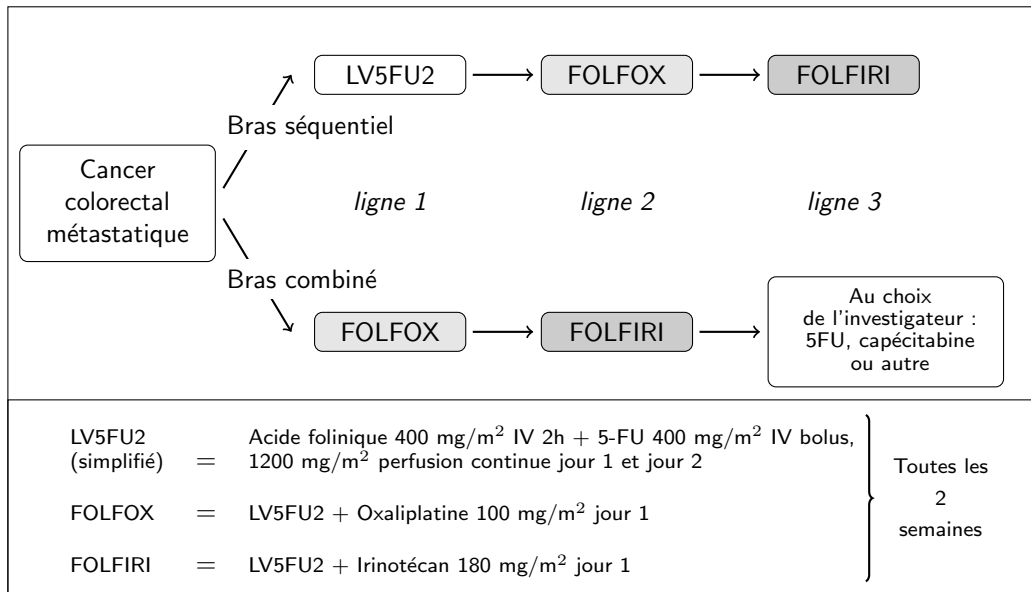 LV5FU2 FOLFOX FOLFIRI
Bras séquentiel
Cancer
colorectal
métastatique
ligne 1 ligne 2 ligne 3
Bras combiné
FOLFOX FOLFIRI
Au choix
de l'investigateur :
5FU, capécitabine
ou autre
LV5FU2 Acide folinique 400 mg/m² IV 2h + 5-FU 400 mg/m² IV bolus,
(simplifié) = 1200 mg/m² perfusion continue jour 1 et jour 2
FOLFOX = LV5FU2 + Oxaliplatine 100 mg/m² jour 1
FOLFIRI = LV5FU2 + Irinotécan 180 mg/m² jour 1
Toutes les
2
semaines